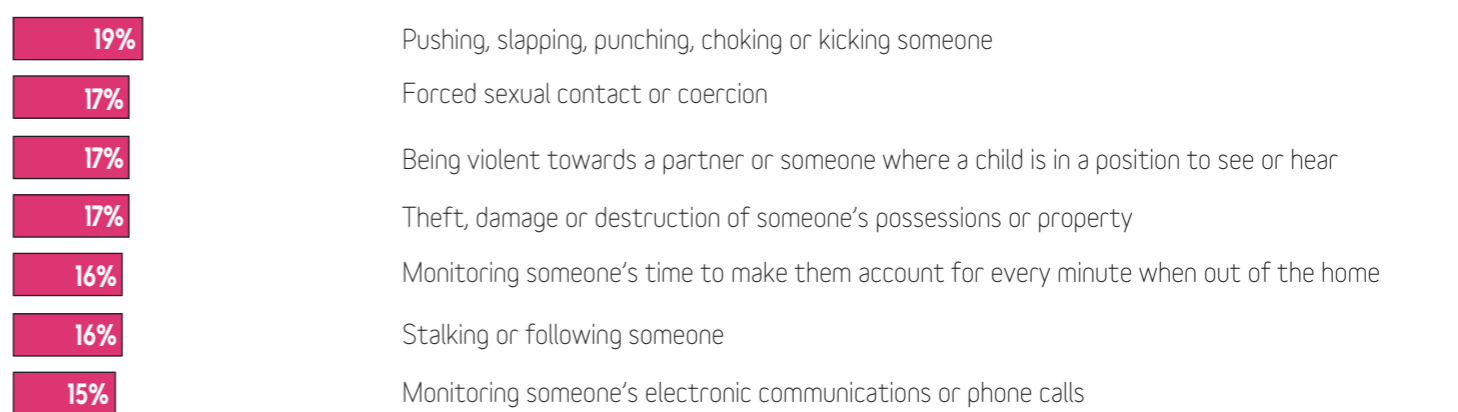 19% Pushing, slapping, punching, choking or kicking someone
17% Forced sexual contact or coercion
17% Being violent towards a partner or someone where a child is in a position to see or hear
17% Theft, damage or destruction of someone’s possessions or property
16% Monitoring someone’s time to make them account for every minute when out of the home
16% Stalking or following someone
15% Monitoring someone’s electronic communications or phone calls